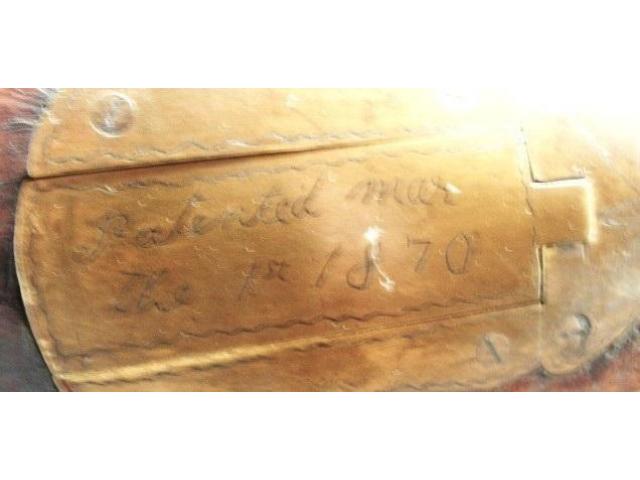 Patented mar
The 1st 1870